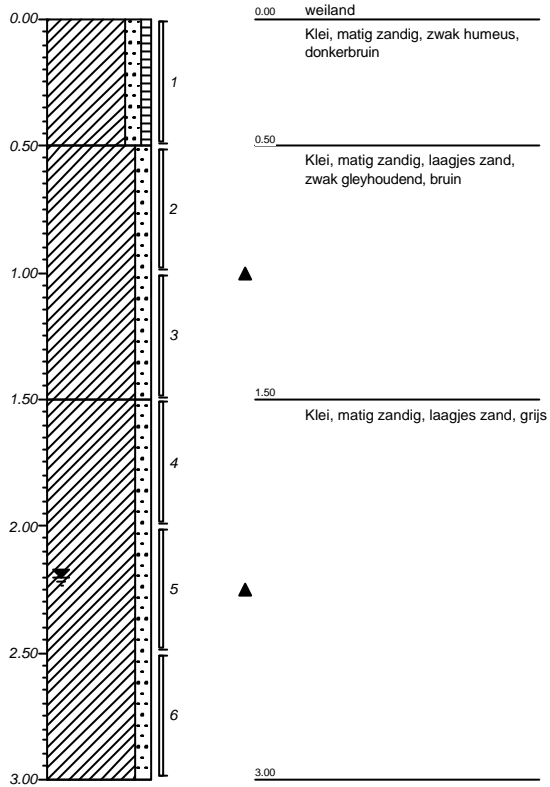 0.00
0.50
1.00
1.50
2.00
2.50
3.00
1
2
3
4
5
6
0.00 weiland
Klei, matig zandig, zwak humeus,
donkerbruin
0.50
Klei, matig zandig, laagjes zand,
zwak gleyhoudend, bruin
1.50
Klei, matig zandig, laagjes zand, grijs
3.00